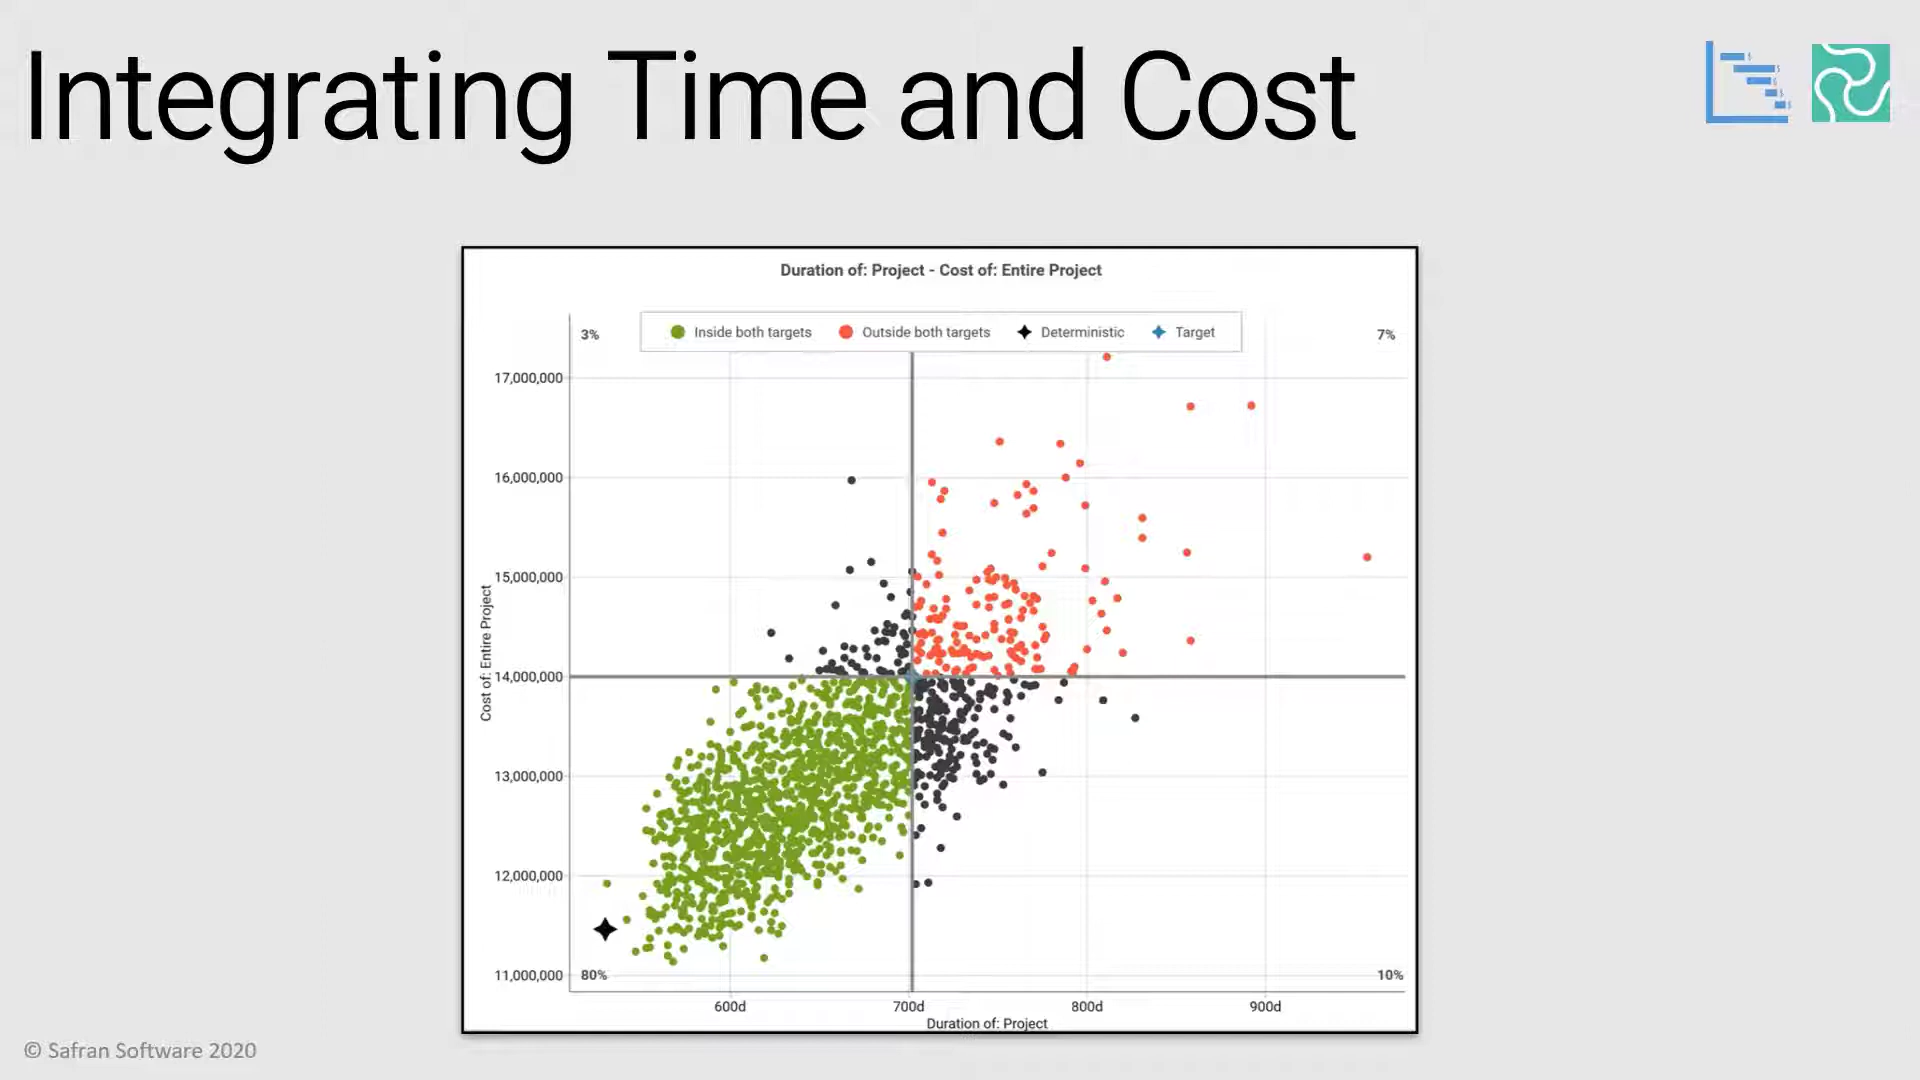 Integrating Time and Cost
Duration of: Project - Cost of: Entire Project
Inside both targets Outside both targets Deterministic Target
3% 7%
17,000,000
16,000,000
15,000,000
14,000,000
13,000,000
12,000,000
11,000,000
Cost of: Entire Project
80% 10%
600d 700d 800d 900d
Duration of: Project
© Safran Software 2020